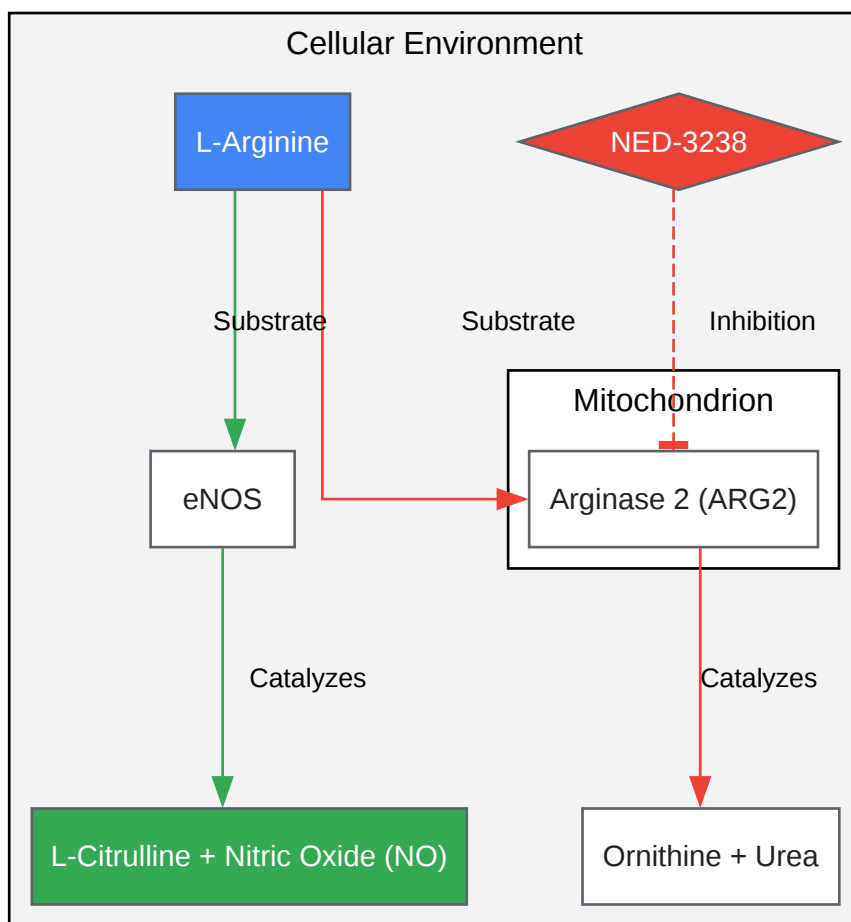 Cellular Environment
L-Arginine
NED-3238
Substrate
Substrate
Inhibition
Mitochondrion
eNOS
Arginase 2 (ARG2)
Catalyzes
Catalyzes
L-Citrulline + Nitric Oxide (NO)
Ornithine + Urea